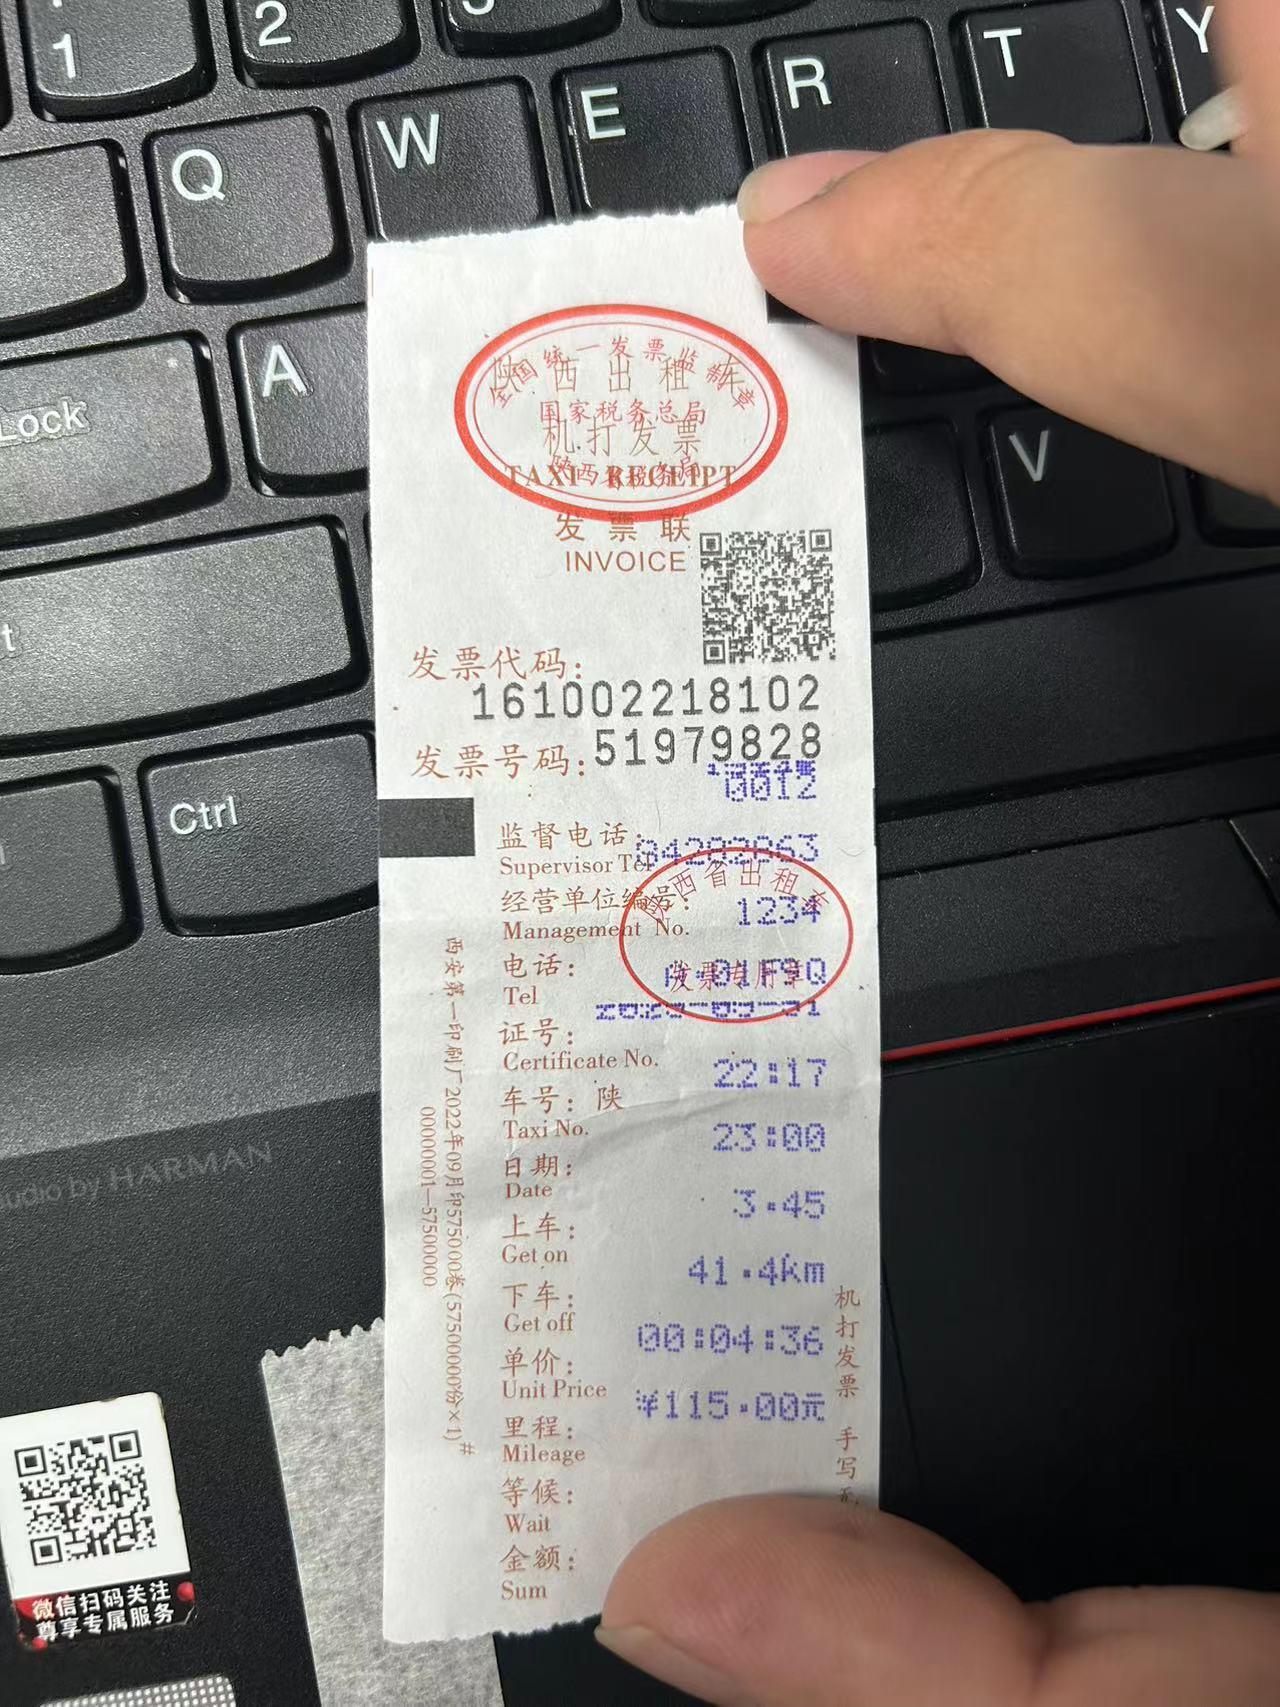 1
2
Q
W
E
R
T
Y
A
Lock
V
Ctrl
全国统一发票监制章
陕西出租车
国家税务总局
机打发票
陕西省税务局
TAXI RECEIPT
发票联
INVOICE
发票代码:
161002218102
发票号码:
51979828
0012
监督电话:
Supervisor Tel
陕西省出租车
经营单位编号:
1234
Management No.
电话:
Tel
发票专用章
证号:
Certificate No.
22:17
车号: 陕
Taxi No.
23:00
日期:
Date
3.45
上车:
Get on
41.4km
下车:
Get off
00:04:36
单价:
Unit Price
¥115.00元
里程:
Mileage
等候:
Wait
金额:
Sum
西安第一印刷厂2022年09月印575000卷(57500000份×1)#
00000001—57500000
机打发票 手写无
audio by HARMAN
微信扫码关注
尊享专属服务